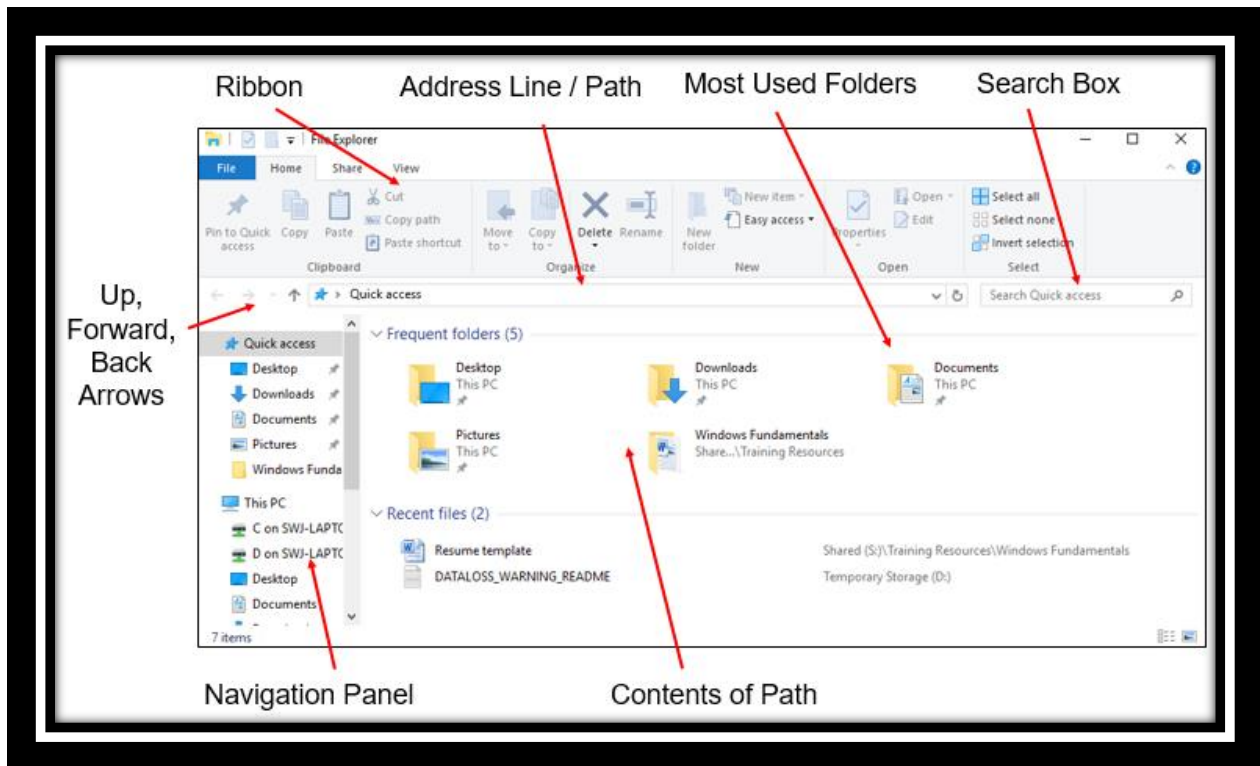 Ribbon
Address Line / Path
Most Used Folders
Search Box
File Explorer
File Home Share View
Pin to Quick access
Copy
Paste
Cut
Copy path
Paste shortcut
Clipboard
Move to
Copy to
Delete
Rename
Organize
New folder
New item
Easy access
New
Properties
Open
Edit
Open
Select all
Select none
Invert selection
Select
Up,
Forward,
Back
Arrows
Quick access
Search Quick access
Quick access
Desktop
Downloads
Documents
Pictures
Windows Funda
This PC
C on SWJ-LAPTC
D on SWJ-LAPTC
Desktop
Documents
Frequent folders (5)
Desktop
This PC
Downloads
This PC
Documents
This PC
Pictures
This PC
Windows Fundamentals
Share...\Training Resources
Recent files (2)
Resume template
Shared (S:)\Training Resources\Windows Fundamentals
DATALOSS_WARNING_README
Temporary Storage (D:)
7 items
Navigation Panel
Contents of Path